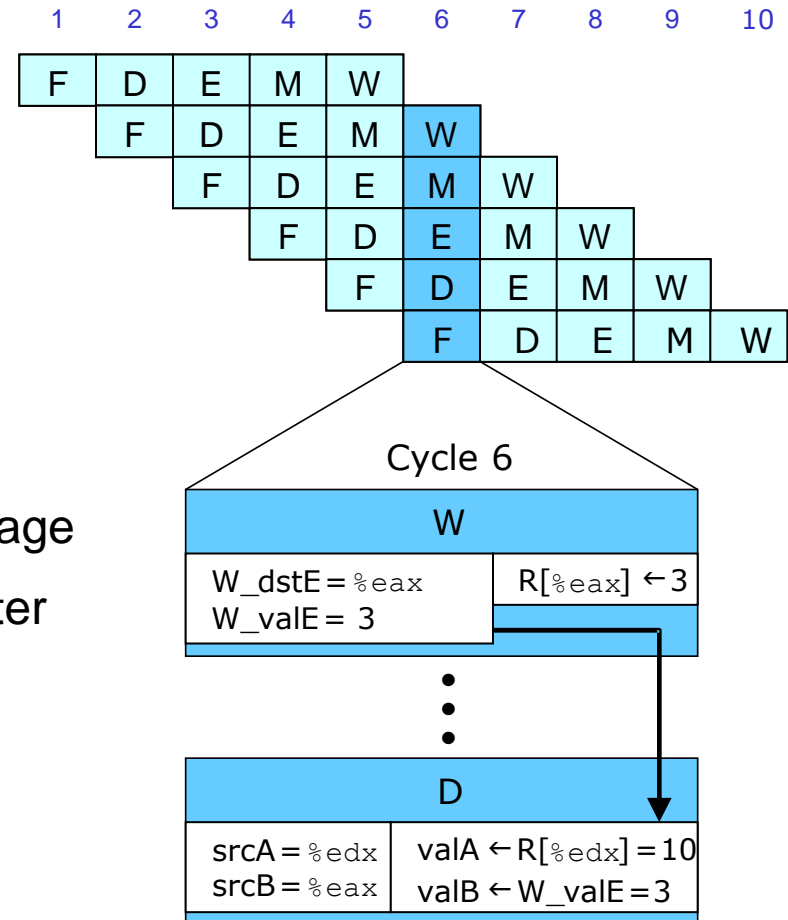 1 2 3 4 5 6 7 8 9 10
F D E M W
F D E M W
F D E M W
F D E M W
F D E M W
F D E M W
Cycle 6
W
age
ter
W_dstE = %eax
W_valE = 3
R[%eax] ← 3
D
srcA = %edx
srcB = %eax
valA ← R[%edx] = 10
valB ← W_valE = 3